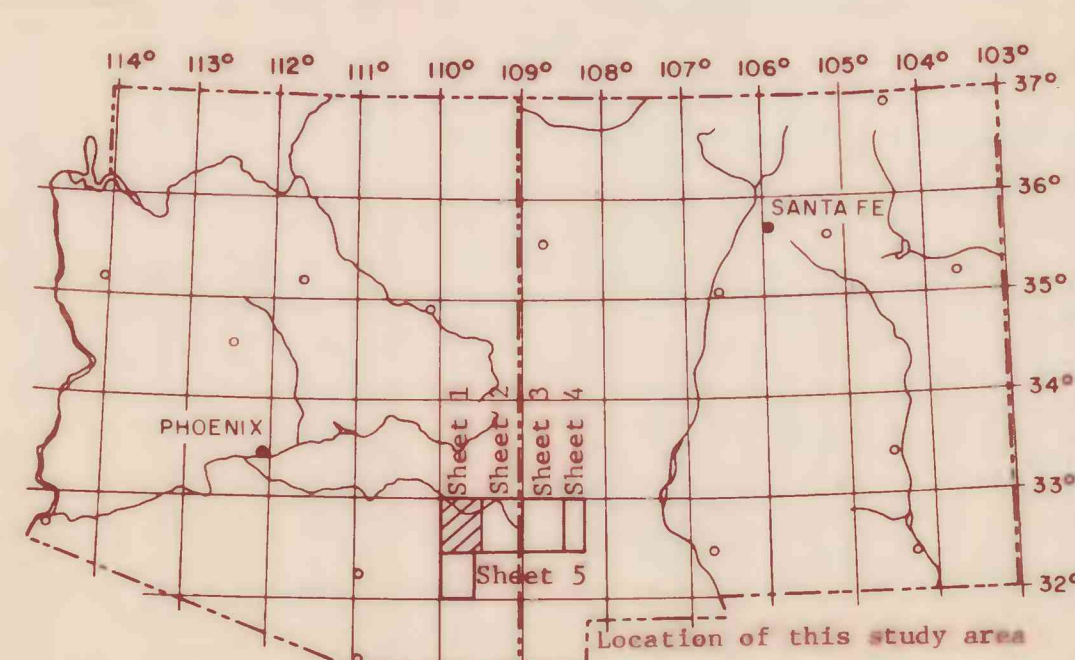 114° 113° 112° 111° 110° 109° 108° 107° 106° 105° 104° 103°
37°
36°
SANTA FE
35°
34°
Sheet 1
Sheet 2
Sheet 3
Sheet 4
PHOENIX
33°
Sheet 5
32°
Location of this study area